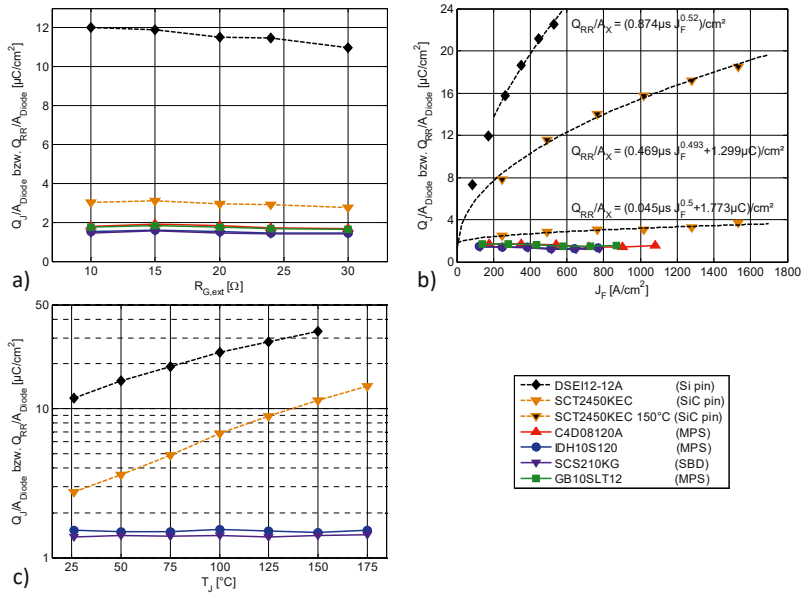 12
10
8
6
4
2
0
10
15
20
25
30
Q_J/A_Diode bzw. Q_RR/A_Diode [µC/cm²]
R_G,ext [Ω]
a)
24
20
16
12
8
4
0
0
200
400
600
800
1000
1200
1400
1600
1800
Q_J/A_Diode bzw. Q_RR/A_Diode [µC/cm²]
J_F [A/cm²]
b)
Q_RR/A_X = (0.874µs J_F^0.52)/cm²
Q_RR/A_X = (0.469µs J_F^0.493+1.299µC)/cm²
Q_RR/A_X = (0.045µs J_F^0.5+1.773µC)/cm²
50
10
1
25
50
75
100
125
150
175
Q_J/A_Diode bzw. Q_RR/A_Diode [µC/cm²]
T_J [°C]
c)
DSEI12-12A (Si pin)
SCT2450KEC (SiC pin)
SCT2450KEC 150°C (SiC pin)
C4D08120A (MPS)
IDH10S120 (MPS)
SCS210KG (SBD)
GB10SLT12 (MPS)